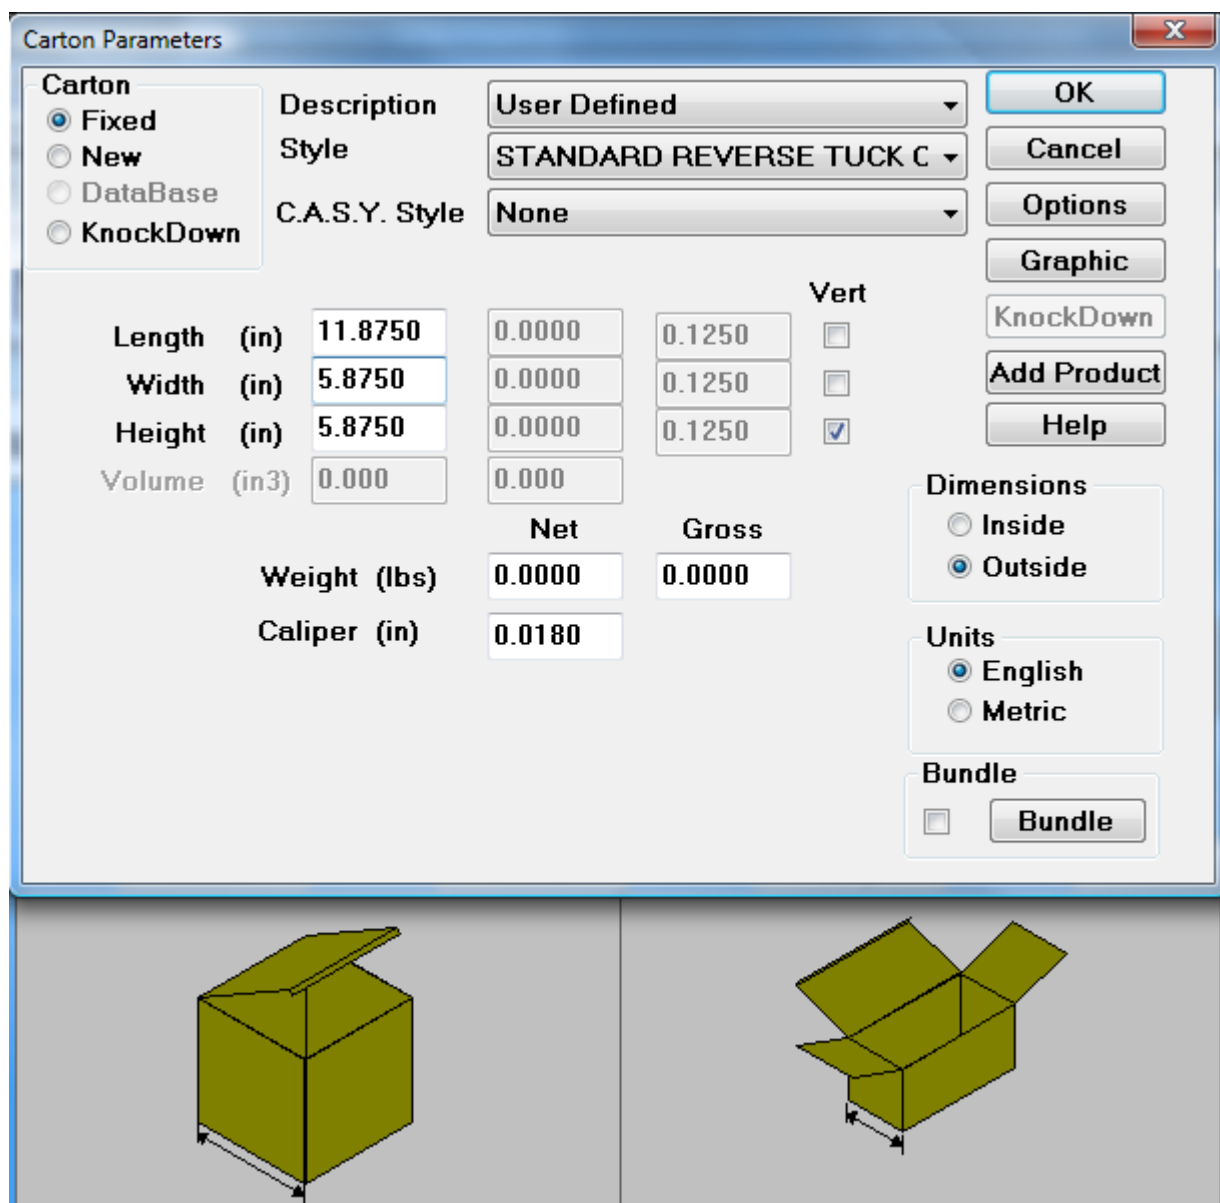 Carton Parameters
X
Carton
Fixed
New
DataBase
KnockDown
Description
User Defined
Style
STANDARD REVERSE TUCK C
C.A.S.Y. Style
None
OK
Cancel
Options
Graphic
KnockDown
Add Product
Help
Vert
Length (in) 11.8750 0.0000 0.1250
Width (in) 5.8750 0.0000 0.1250
Height (in) 5.8750 0.0000 0.1250
Volume (in3) 0.000 0.000
Net Gross
Weight (lbs) 0.0000 0.0000
Caliper (in) 0.0180
Dimensions
Inside
Outside
Units
English
Metric
Bundle
Bundle